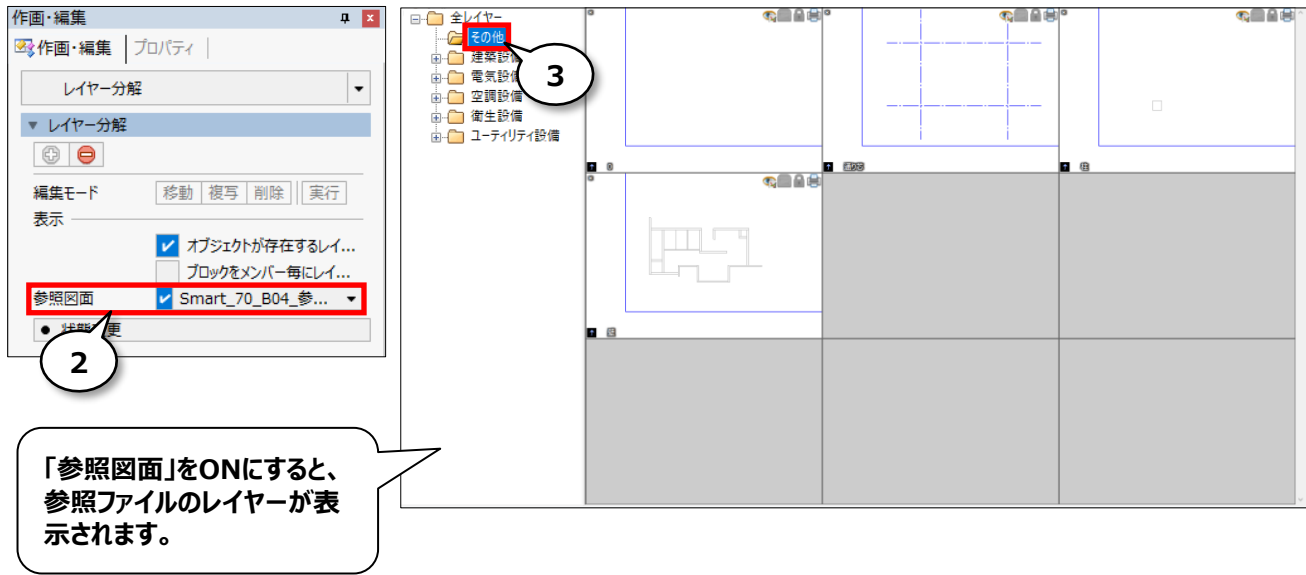 作画・編集
作画・編集 プロパティ
レイヤー分解
レイヤー分解
編集モード 移動 複写 削除 実行
表示
オブジェクトが存在するレイ...
ブロックをメンバー毎にレイ...
参照図面 Smart_70_B04_参...
2
全レイヤー
その他
建築設
電気設
空調設備
衛生設備
ユーティリティ設備
3
「参照図面」をONにすると、
参照ファイルのレイヤーが表
示されます。